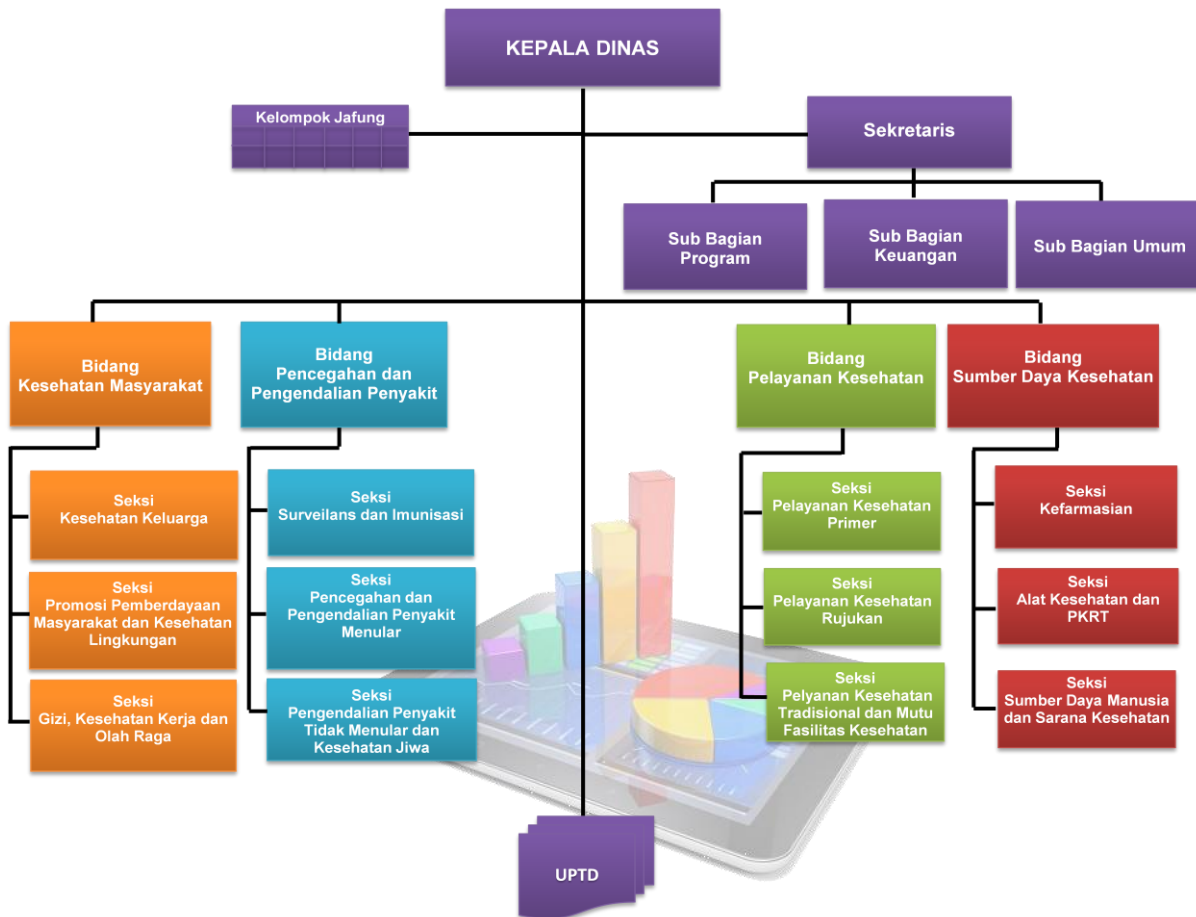 KEPALA DINAS
Kelompok Jafung
Sekretaris
Sub Bagian
Program
Sub Bagian
Keuangan
Sub Bagian Umum
Bidang
Kesehatan Masyarakat
Bidang
Pencegahan dan
Pengendalian Penyakit
Bidang
Pelayanan Kesehatan
Bidang
Sumber Daya Kesehatan
Seksi
Kesehatan Keluarga
Seksi
Promosi Pemberdayaan
Masyarakat dan Kesehatan
Lingkungan
Seksi
Gizi, Kesehatan Kerja dan
Olah Raga
Seksi
Surveilans dan Imunisasi
Seksi
Pencegahan dan
Pengendalian Penyakit
Menular
Seksi
Pengendalian Penyakit
Tidak Menular dan
Kesehatan Jiwa
Seksi
Pelayanan Kesehatan
Primer
Seksi
Pelayanan Kesehatan
Rujukan
Seksi
Pelyanan Kesehatan
Tradisional dan Mutu
Fasilitas Kesehatan
Seksi
Kefarmasian
Seksi
Alat Kesehatan dan
PKRT
Seksi
Sumber Daya Manusia
dan Sarana Kesehatan
UPTD